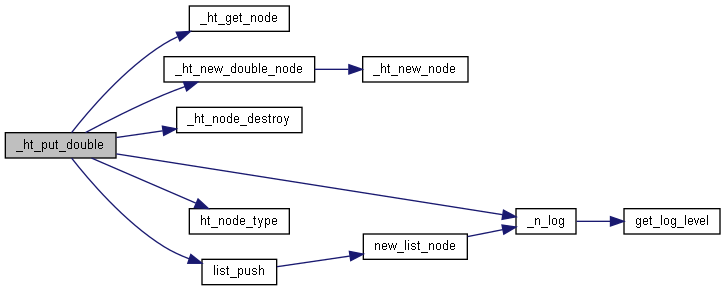 _ht_get_node
_ht_new_double_node
_ht_new_node
_ht_node_destroy
_ht_put_double
ht_node_type
_n_log
get_log_level
new_list_node
list_push